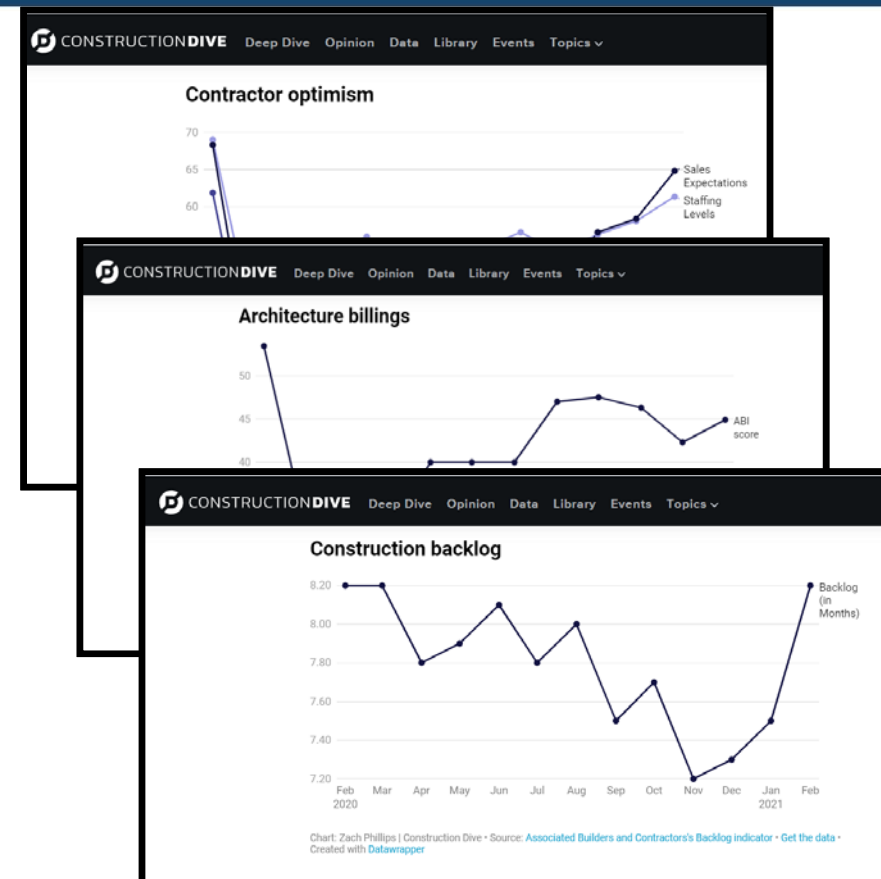 CONSTRUCTIONDIVE Deep Dive Opinion Data Library Events Topics
Contractor optimism
70
65
60
Sales
Expectations
Staffing
Levels
CONSTRUCTIONDIVE Deep Dive Opinion Data Library Events Topics
Architecture billings
50
45
40
ABI
score
CONSTRUCTIONDIVE Deep Dive Opinion Data Library Events Topics
Construction backlog
8.20
8.00
7.80
7.60
7.40
7.20
Backlog
(in
Months)
Feb Mar Apr May Jun Jul Aug Sep Oct Nov Dec Jan Feb
2020 2021
Chart: Zach Phillips | Construction Dive • Source: Associated Builders and Contractors's Backlog indicator • Get the data •
Created with Datawrapper